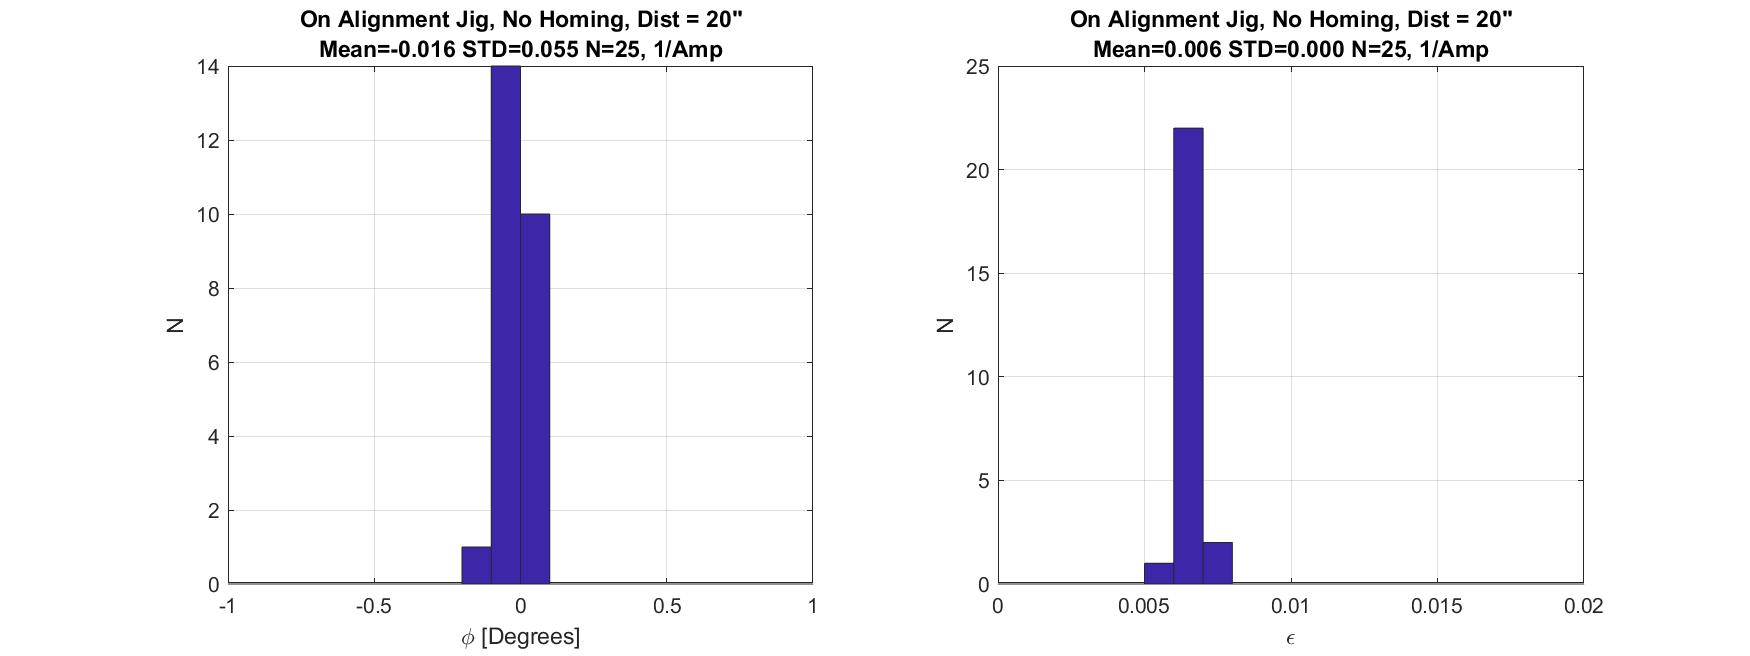 On Alignment Jig, No Homing, Dist = 20"
Mean=-0.016 STD=0.055 N=25, 1/Amp
14
12
10
8
6
4
2
0
N
-1 -0.5 0 0.5 1
ϕ [Degrees]
On Alignment Jig, No Homing, Dist = 20"
Mean=0.006 STD=0.000 N=25, 1/Amp
25
20
15
10
5
0
N
0 0.005 0.01 0.015 0.02
ϵ